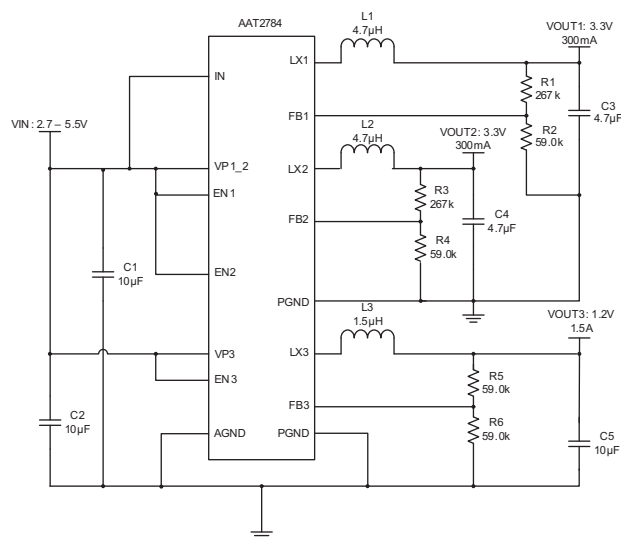 AAT2784
L1
4.7µH
VOUT1: 3.3V
300mA
LX1
IN
R1
267k
FB1
C3
4.7µF
R2
59.0k
VIN: 2.7 – 5.5V
L2
4.7µH
VOUT2: 3.3V
300mA
VP1_2
LX2
EN1
R3
267k
FB2
C4
4.7µF
R4
59.0k
C1
10µF
EN2
PGND
L3
1.5µH
VOUT3: 1.2V
1.5A
VP3
LX3
EN3
R5
59.0k
FB3
C2
10µF
R6
59.0k
AGND
PGND
C5
10µF